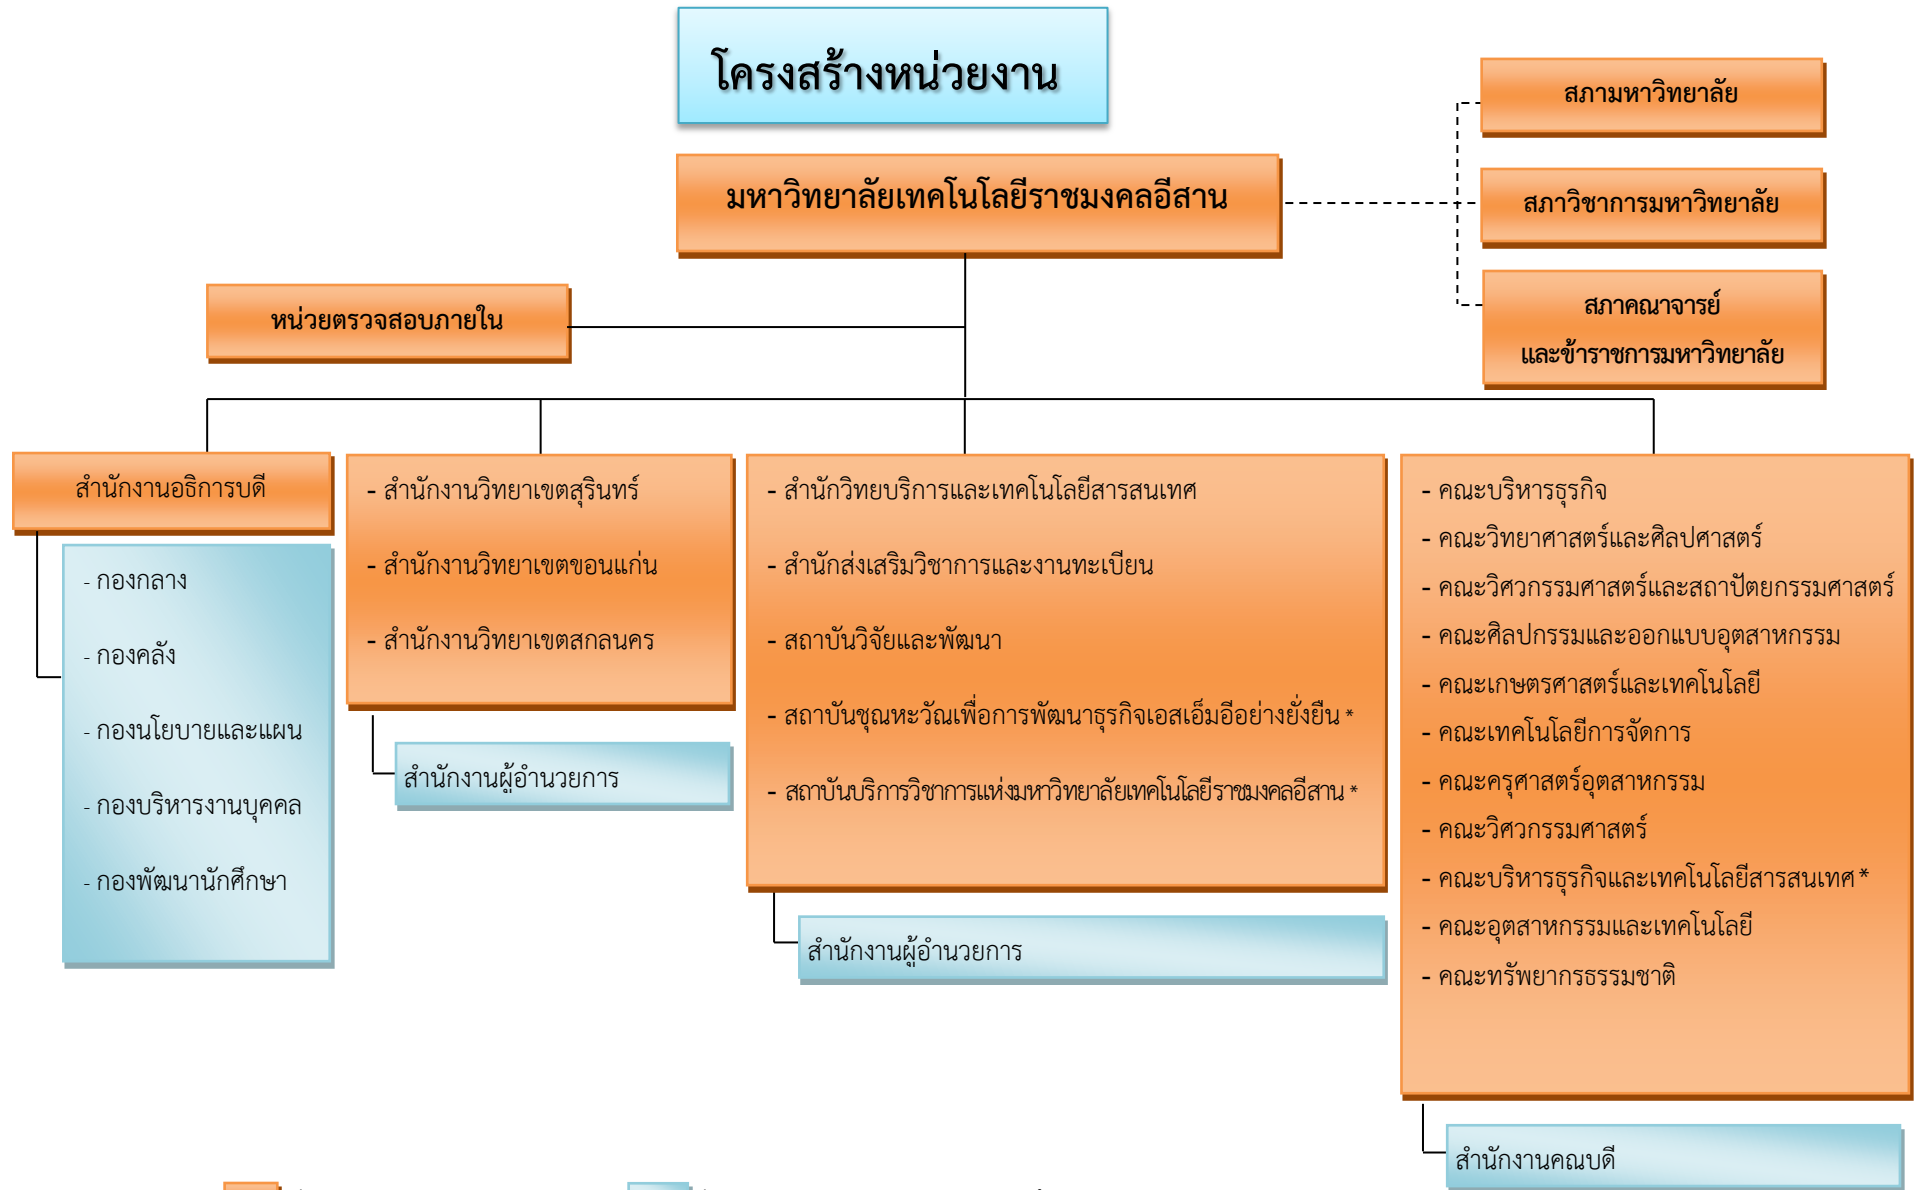 โครงสร้างหน่วยงาน
มหาวิทยาลัยเทคโนโลยีราชมงคลอีสาน
สภามหาวิทยาลัย
สภาวิชาการมหาวิทยาลัย
สภาคณาจารย์
และข้าราชการมหาวิทยาลัย
หน่วยตรวจสอบภายใน
สำนักงานอธิการบดี
- กองกลาง
- กองคลัง
- กองนโยบายและแผน
- กองบริหารงานบุคคล
- กองพัฒนานักศึกษา
- สำนักงานวิทยาเขตสุรินทร์
- สำนักงานวิทยาเขตขอนแก่น
- สำนักงานวิทยาเขตสกลนคร
สำนักงานผู้อำนวยการ
- สำนักวิทยบริการและเทคโนโลยีสารสนเทศ
- สำนักส่งเสริมวิชาการและงานทะเบียน
- สถาบันวิจัยและพัฒนา
- สถาบันชุณหะวัณเพื่อการพัฒนาธุรกิจเอสเอ็มอีอย่างยั่งยืน *
- สถาบันบริการวิชาการแห่งมหาวิทยาลัยเทคโนโลยีราชมงคลอีสาน *
สำนักงานผู้อำนวยการ
- คณะบริหารธุรกิจ
- คณะวิทยาศาสตร์และศิลปศาสตร์
- คณะวิศวกรรมศาสตร์และสถาปัตยกรรมศาสตร์
- คณะศิลปกรรมและออกแบบอุตสาหกรรม
- คณะเกษตรศาสตร์และเทคโนโลยี
- คณะเทคโนโลยีการจัดการ
- คณะครุศาสตร์อุตสาหกรรม
- คณะวิศวกรรมศาสตร์
- คณะบริหารธุรกิจและเทคโนโลยีสารสนเทศ *
- คณะอุตสาหกรรมและเทคโนโลยี
- คณะทรัพยากรธรรมชาติ
สำนักงานคณบดี